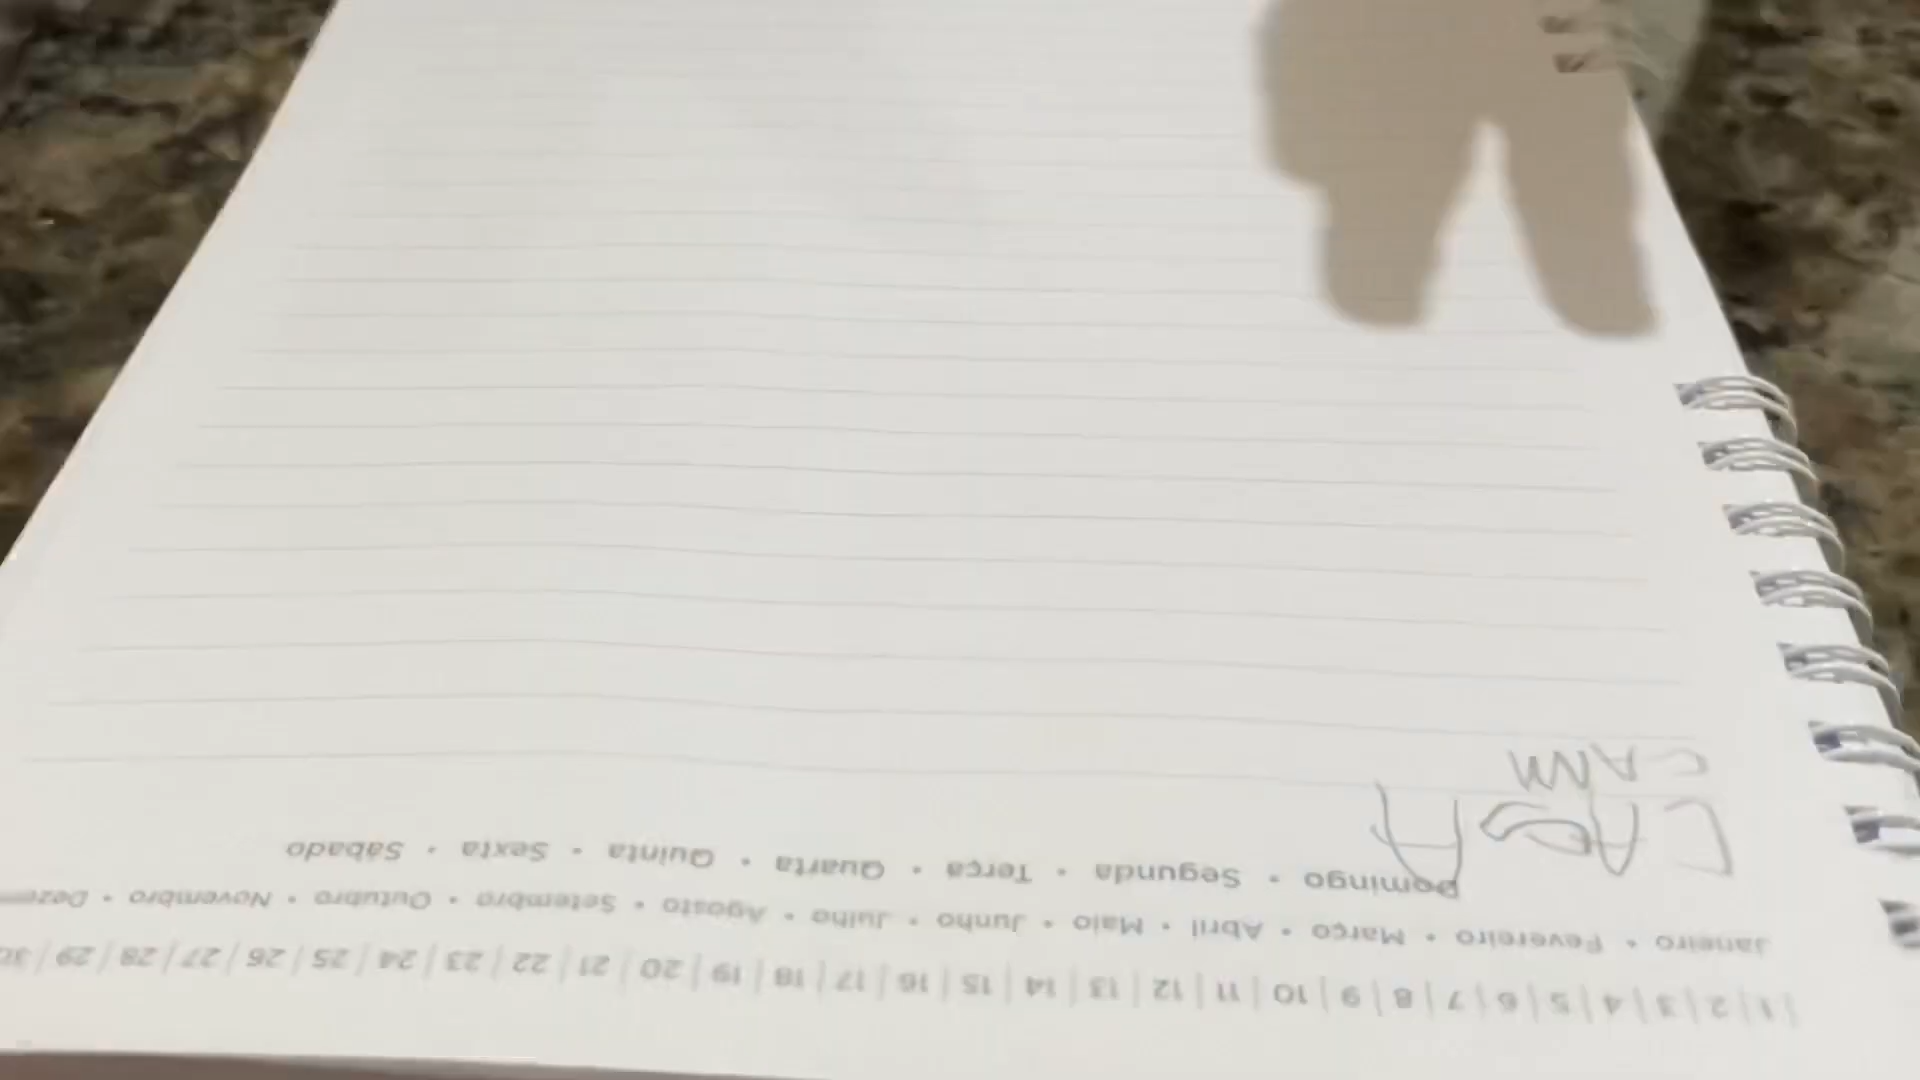 1 | 2 | 3 | 4 | 5 | 6 | 7 | 8 | 9 | 10 | 11 | 12 | 13 | 14 | 15 | 16 | 17 | 18 | 19 | 20 | 21 | 22 | 23 | 24 | 25 | 26 | 27 | 28 | 29 | 30
Janeiro • Fevereiro • Março • Abril • Maio • Junho • Julho • Agosto • Setembro • Outubro • Novembro •
Domingo • Segunda • Terça • Quarta • Quinta • Sexta • Sábado
CASA